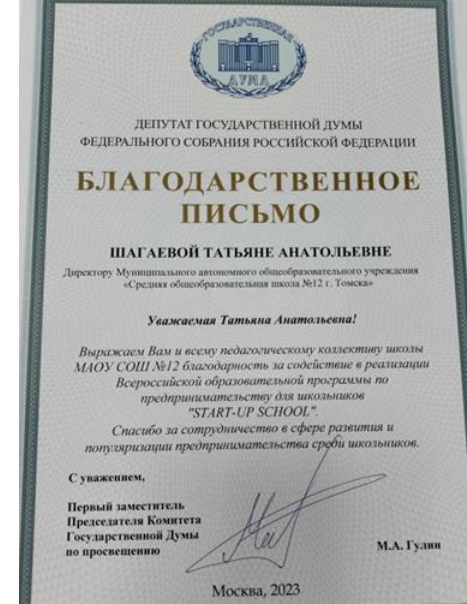 ГОСУДАРСТВЕННАЯ
ДУМА
ДЕПУТАТ ГОСУДАРСТВЕННОЙ ДУМЫ
ФЕДЕРАЛЬНОГО СОБРАНИЯ РОССИЙСКОЙ ФЕДЕРАЦИИ
БЛАГОДАРСТВЕННОЕ
ПИСЬМО
ШАГАЕВОЙ ТАТЬЯНЕ АНАТОЛЬЕВНЕ
Директору Муниципального автономного общеобразовательного учреждения
«Средняя общеобразовательная школа №12 г. Томска»
Уважаемая Татьяна Анатольевна!
Выражаем Вам и всему педагогическому коллективу школы
МАОУ СОШ №12 благодарность за содействие в реализации
Всероссийской образовательной программы по
предпринимательству для школьников
"START-UP SCHOOL".
Спасибо за сотрудничество в сфере развития и
популяризации предпринимательства среди школьников.
С уважением,
Первый заместитель
Председателя Комитета
Государственной Думы
по просвещению
М.А. Гулин
Москва, 2023